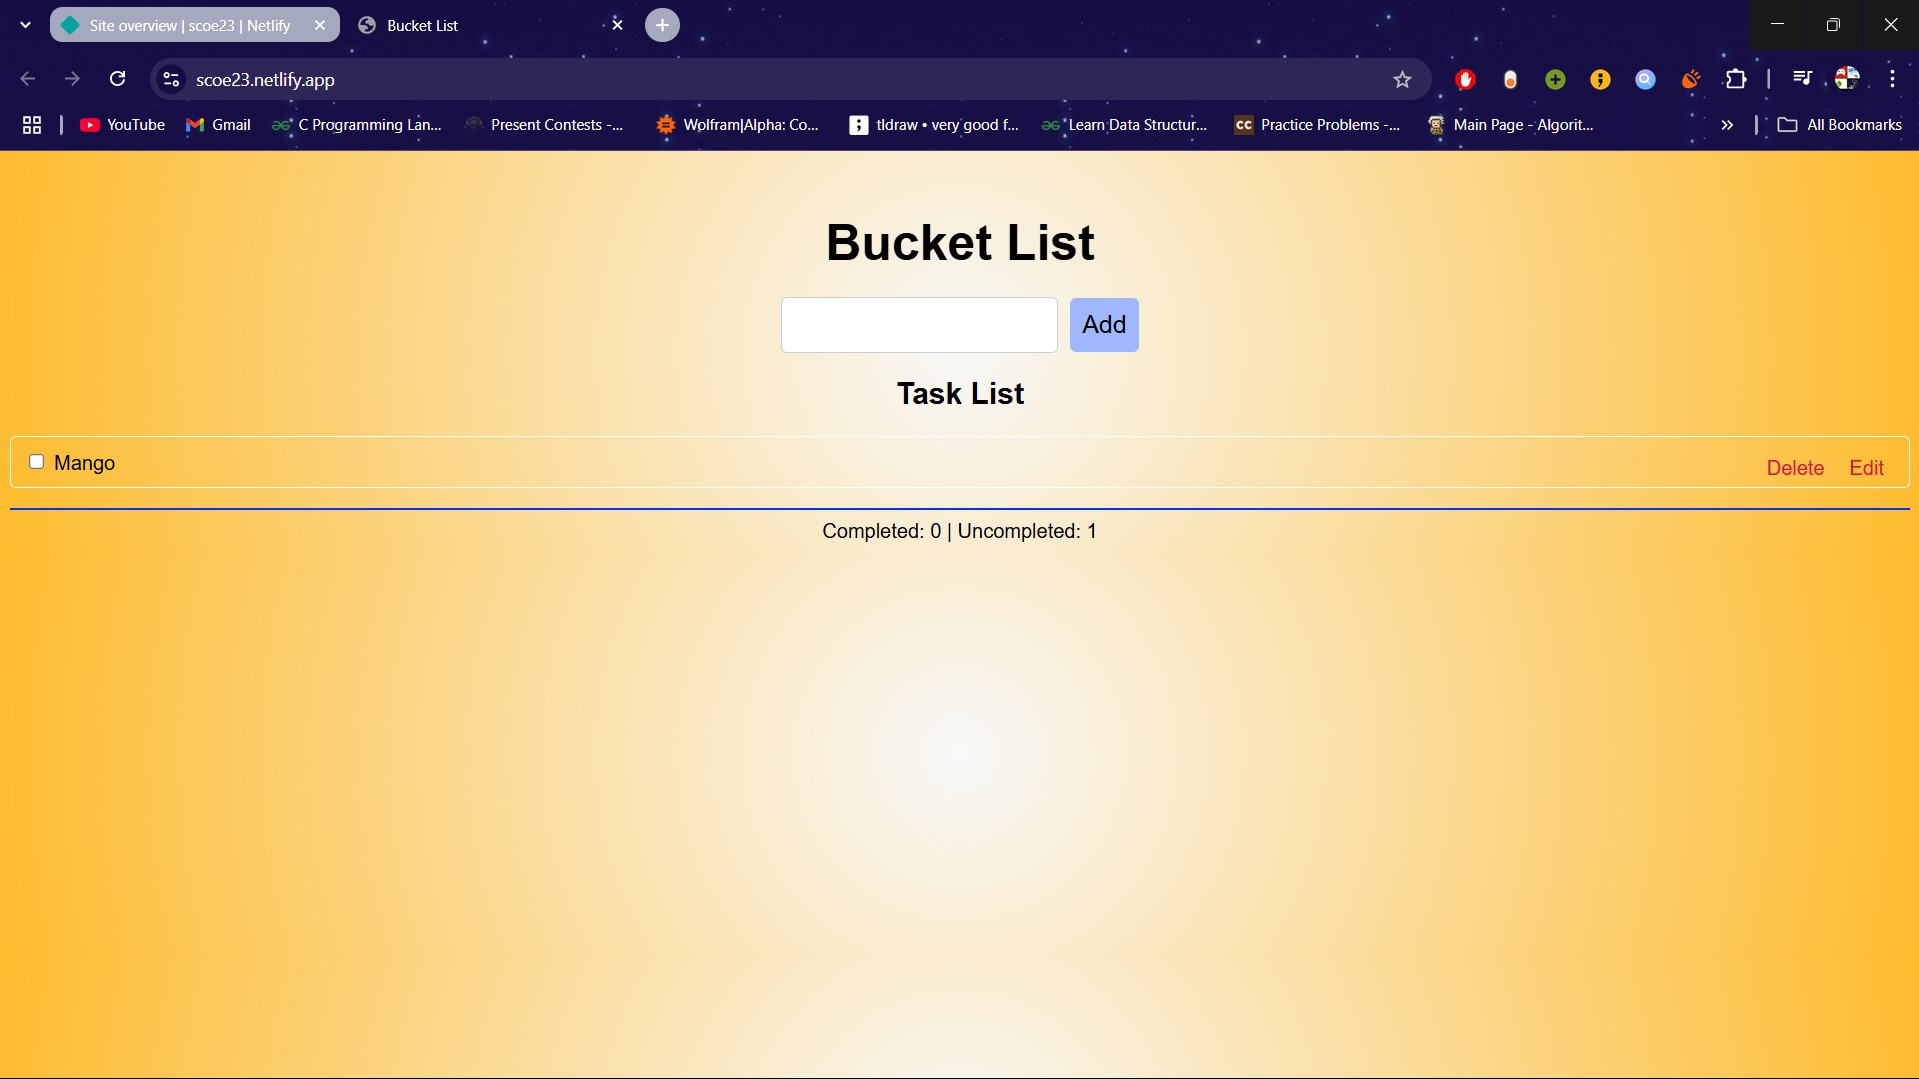 Site overview | scoe23 | Netlify
Bucket List
scoe23.netlify.app
YouTube
Gmail
C Programming Lan...
Present Contests -...
Wolfram|Alpha: Co...
tldraw • very good f...
Learn Data Structur...
CC
Practice Problems -...
Main Page - Algorit...
All Bookmarks
Bucket List
Add
Task List
Mango
Delete
Edit
Completed: 0 | Uncompleted: 1